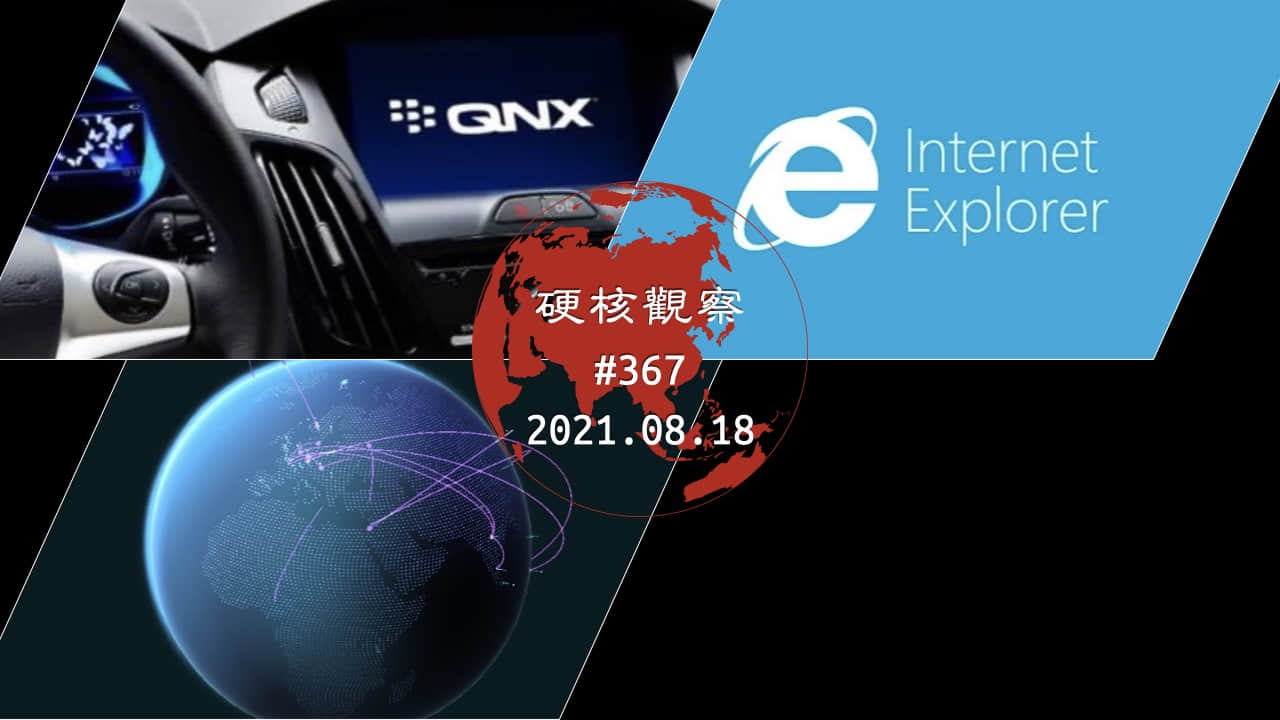 QNX
Internet
Explorer
硬核觀察
#367
2021.08.18